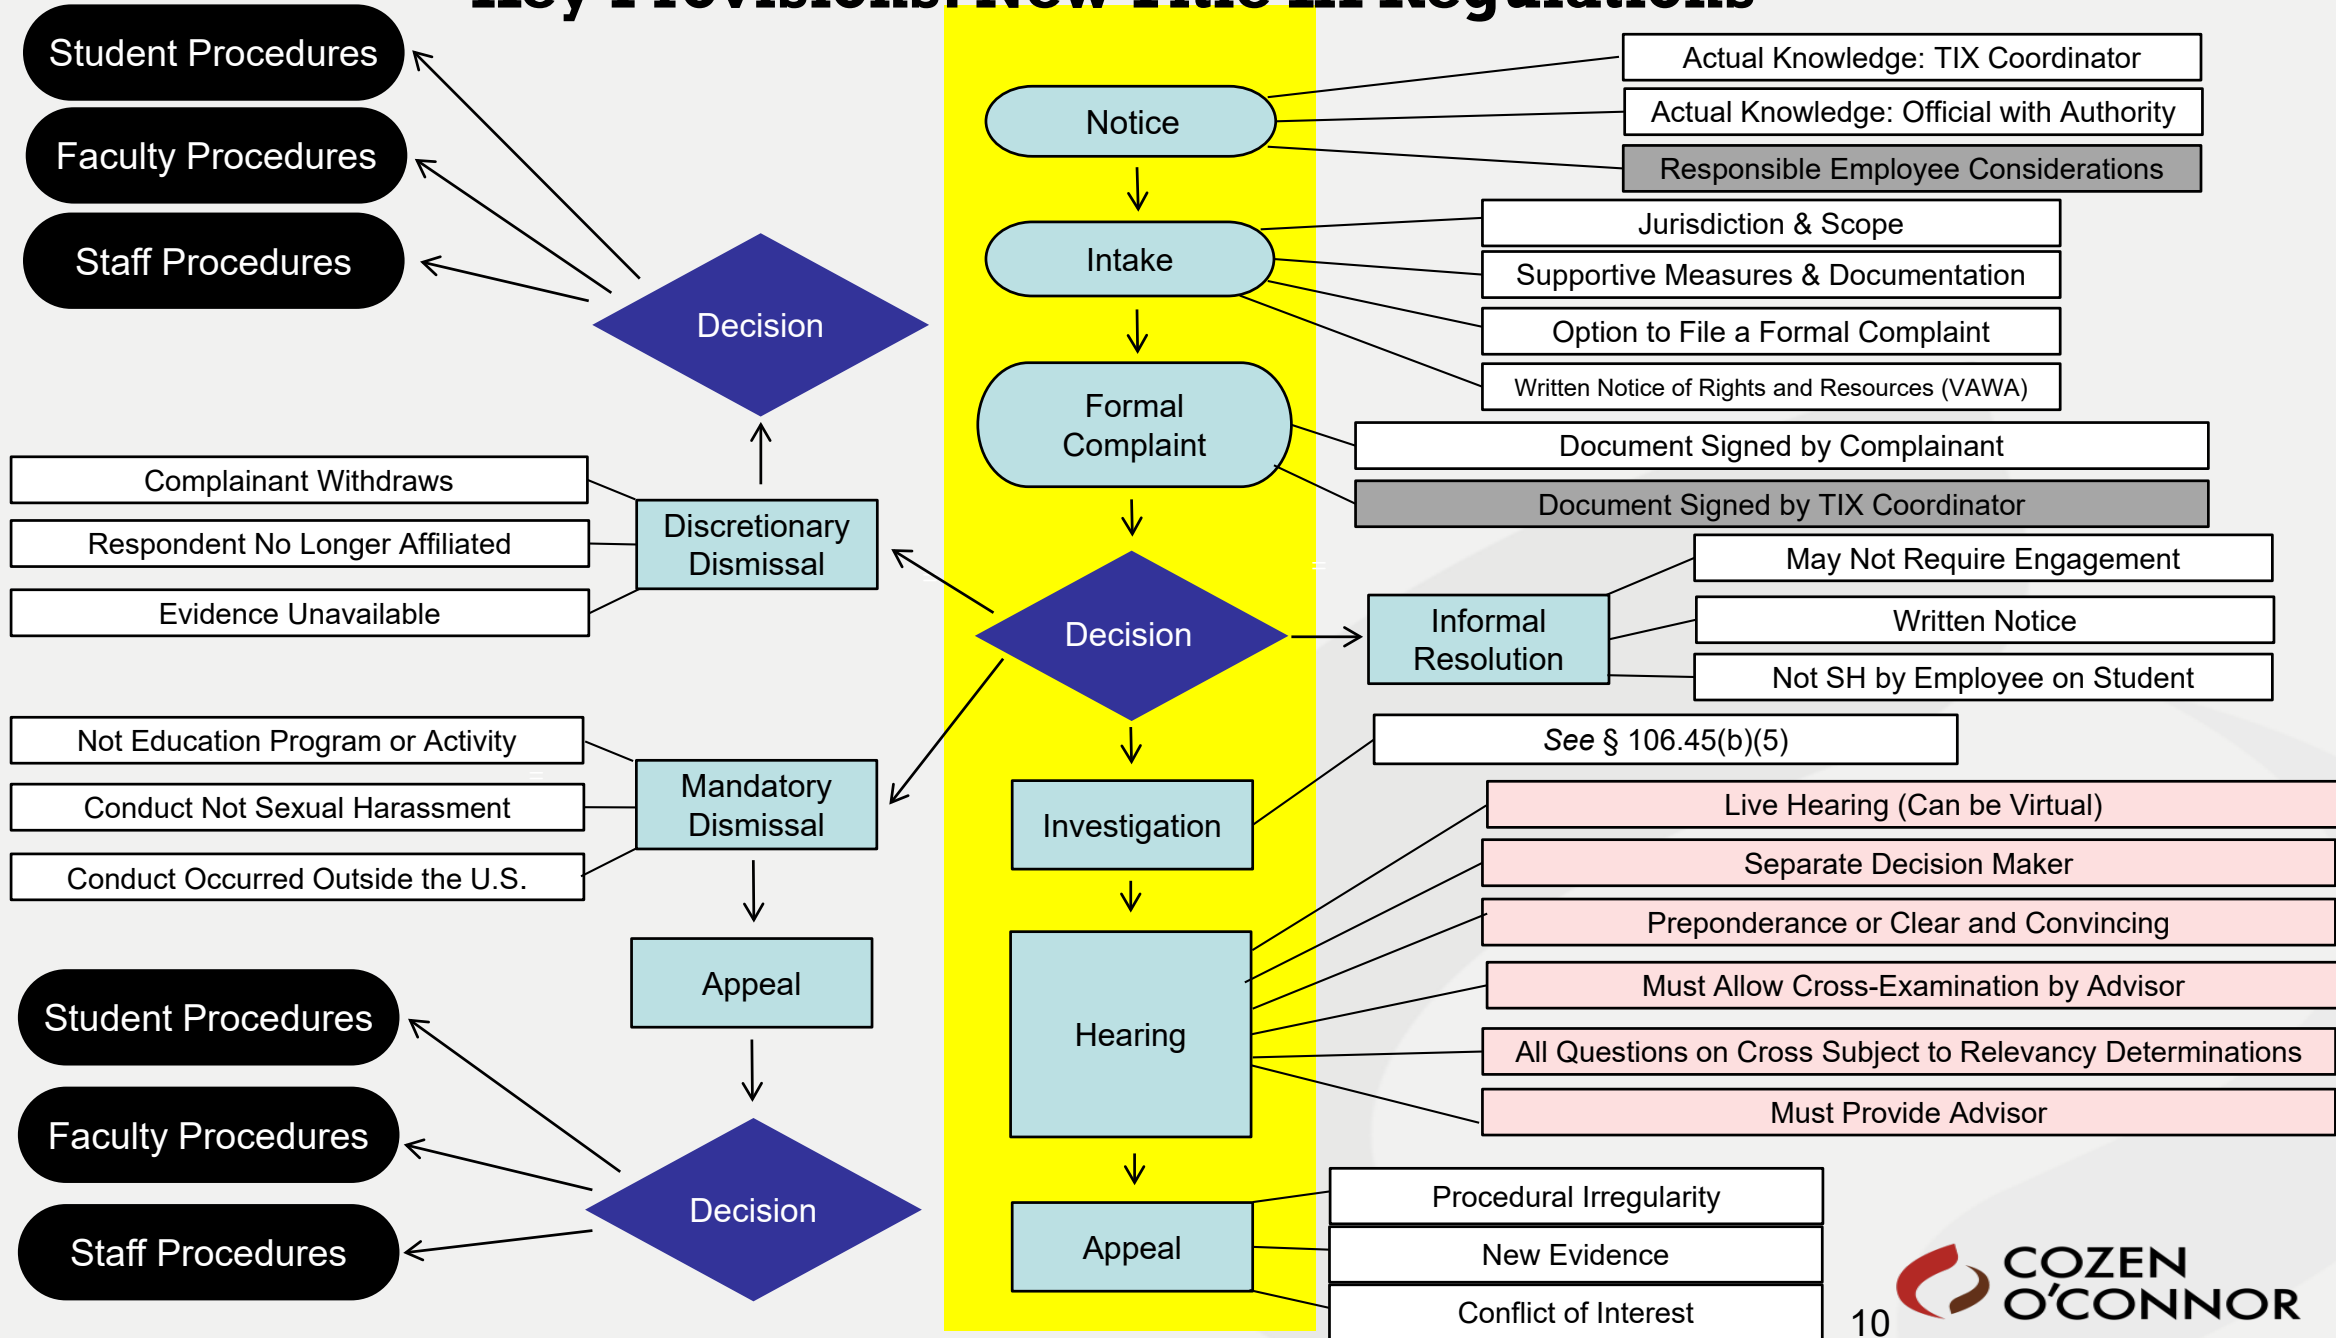 Key Provisions: New Title IX Regulations
Student Procedures
Faculty Procedures
Staff Procedures
Decision
Notice
Actual Knowledge: TIX Coordinator
Actual Knowledge: Official with Authority
Responsible Employee Considerations
Intake
Jurisdiction & Scope
Supportive Measures & Documentation
Option to File a Formal Complaint
Written Notice of Rights and Resources (VAWA)
Formal
Complaint
Document Signed by Complainant
Document Signed by TIX Coordinator
Complainant Withdraws
Respondent No Longer Affiliated
Evidence Unavailable
Discretionary
Dismissal
Decision
Informal
Resolution
May Not Require Engagement
Written Notice
Not SH by Employee on Student
Not Education Program or Activity
Conduct Not Sexual Harassment
Conduct Occurred Outside the U.S.
Mandatory
Dismissal
Investigation
See § 106.45(b)(5)
Appeal
Hearing
Live Hearing (Can be Virtual)
Separate Decision Maker
Preponderance or Clear and Convincing
Must Allow Cross-Examination by Advisor
All Questions on Cross Subject to Relevancy Determinations
Must Provide Advisor
Student Procedures
Faculty Procedures
Staff Procedures
Decision
Appeal
Procedural Irregularity
New Evidence
Conflict of Interest
10
COZEN
O'CONNOR